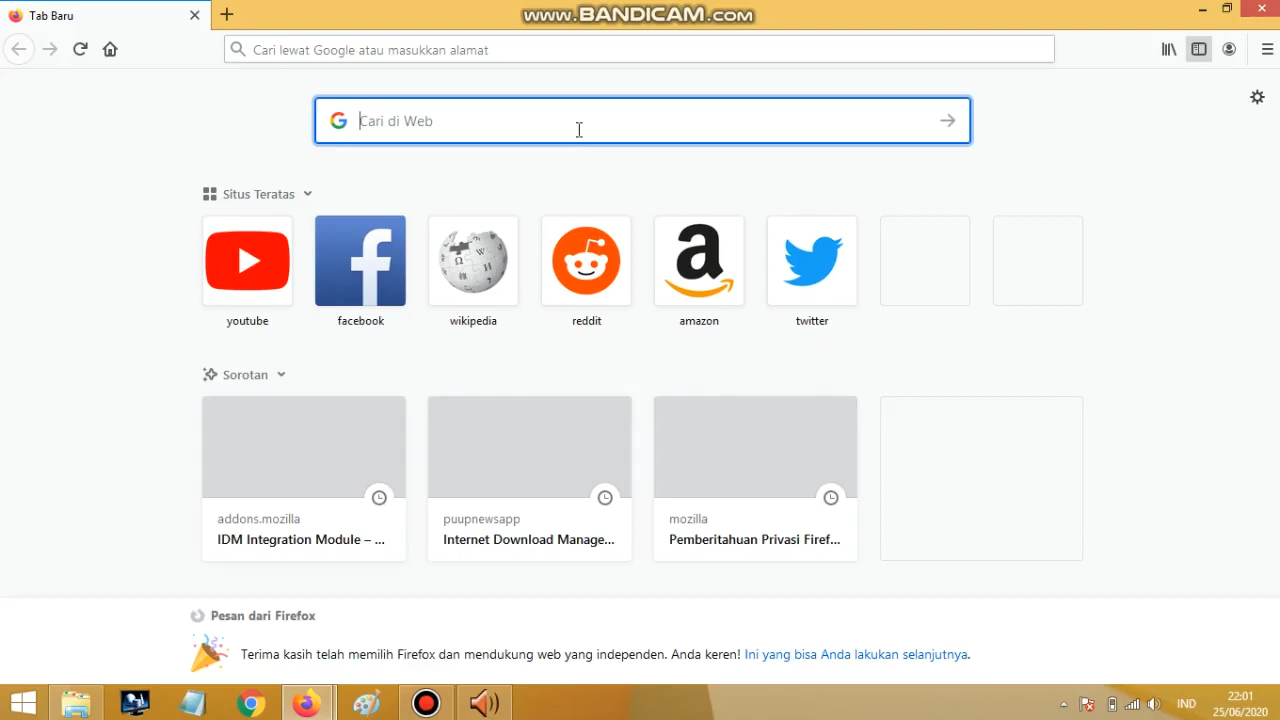 Tab Baru
www.BANDICAM.com
Cari lewat Google atau masukkan alamat
Cari di Web
Situs Teratas
youtube
facebook
wikipedia
reddit
amazon
twitter
Sorotan
addons.mozilla
IDM Integration Module – ...
puupnewsapp
Internet Download Manage...
mozilla
Pemberitahuan Privasi Firef...
Pesan dari Firefox
Terima kasih telah memilih Firefox dan mendukung web yang independen. Anda keren! Ini yang bisa Anda lakukan selanjutnya.
IND
22:01
25/06/2020